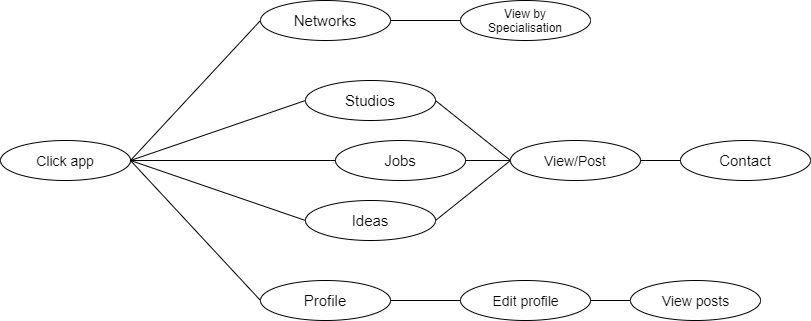 Networks
View by
Specialisation
Studios
Click app
Jobs
View/Post
Contact
Ideas
Profile
Edit profile
View posts